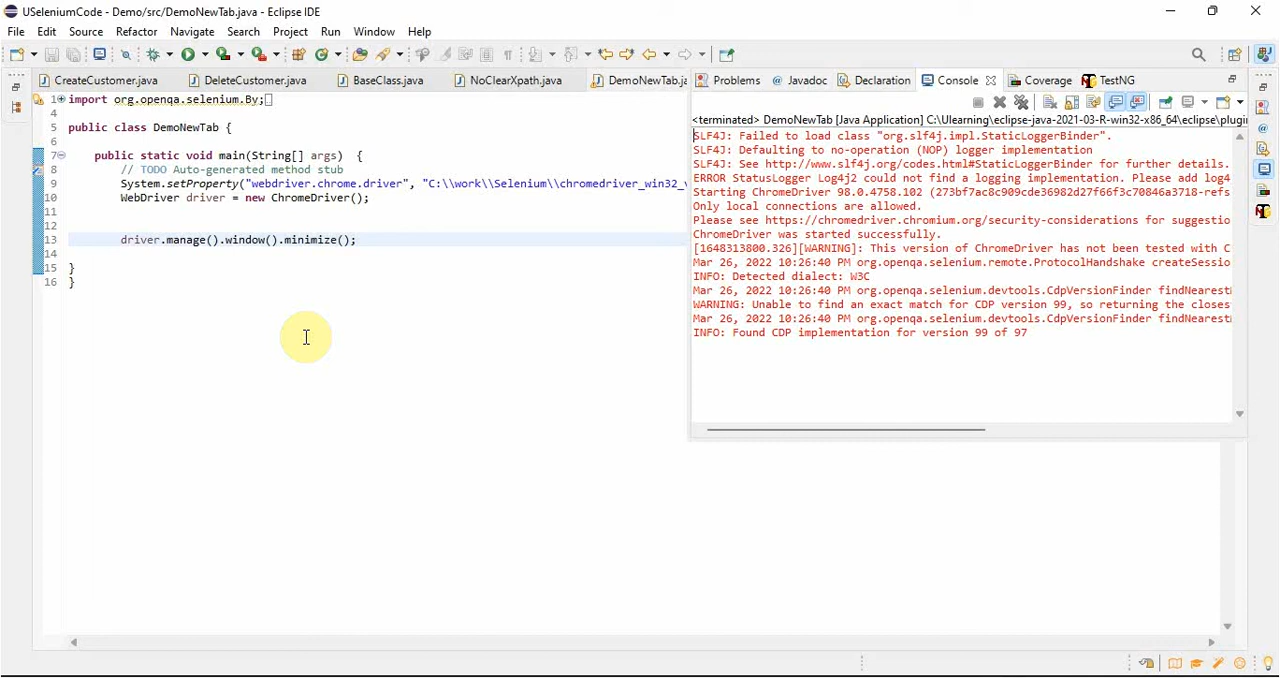 USeleniumCode - Demo/src/DemoNewTab.java - Eclipse IDE
File Edit Source Refactor Navigate Search Project Run Window Help
CreateCustomer.java DeleteCustomer.java BaseClass.java NoClearXpath.java DemoNewTab.ja
Problems @ Javadoc Declaration Console Coverage TestNG
1 import org.openqa.selenium.By;
4
5 public class DemoNewTab {
6
7 public static void main(String[] args) {
8 // TODO Auto-generated method stub
9 System.setProperty("webdriver.chrome.driver", "C:\\work\\Selenium\\chromedriver_win32_
10 WebDriver driver = new ChromeDriver();
11
12
13 driver.manage().window().minimize();
14
15 }
16 }
<terminated> DemoNewTab [Java Application] C:\Ulearning\eclipse-java-2021-03-R-win32-x86_64\eclipse\plugin
SLF4J: Failed to load class "org.slf4j.impl.StaticLoggerBinder".
SLF4J: Defaulting to no-operation (NOP) logger implementation
SLF4J: See http://www.slf4j.org/codes.html#StaticLoggerBinder for further details.
ERROR StatusLogger Log4j2 could not find a logging implementation. Please add log4
Starting ChromeDriver 98.0.4758.102 (273bf7ac8c909cde36982d27f66f3c70846a3718-refs
Only local connections are allowed.
Please see https://chromedriver.chromium.org/security-considerations for suggestio
ChromeDriver was started successfully.
[1648313800.326][WARNING]: This version of ChromeDriver has not been tested with C
Mar 26, 2022 10:26:40 PM org.openqa.selenium.remote.ProtocolHandshake createSessio
INFO: Detected dialect: W3C
Mar 26, 2022 10:26:40 PM org.openqa.selenium.devtools.CdpVersionFinder findNearest
WARNING: Unable to find an exact match for CDP version 99, so returning the closes
Mar 26, 2022 10:26:40 PM org.openqa.selenium.devtools.CdpVersionFinder findNearest
INFO: Found CDP implementation for version 99 of 97